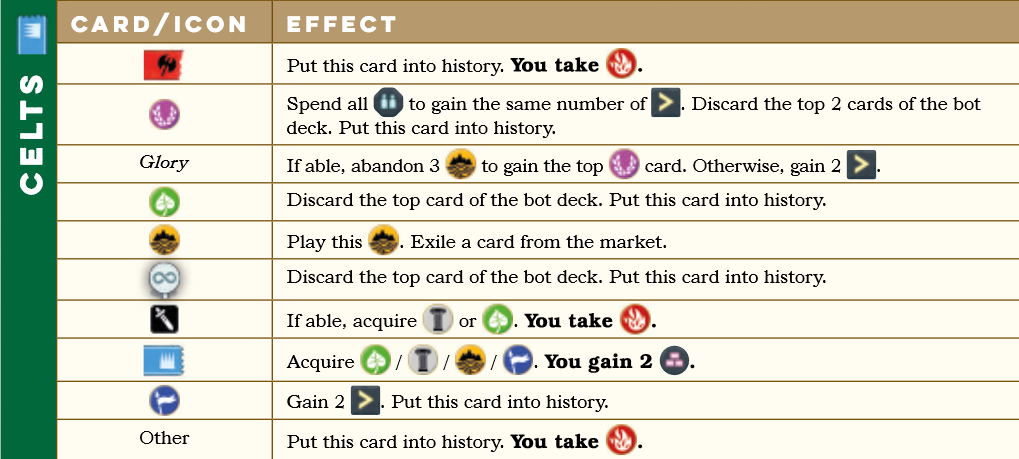 CELTS
CARD/ICON EFFECT
Put this card into history. You take .
Spend all to gain the same number of . Discard the top 2 cards of the bot
deck. Put this card into history.
Glory If able, abandon 3 to gain the top card. Otherwise, gain 2 .
Discard the top card of the bot deck. Put this card into history.
Play this . Exile a card from the market.
Discard the top card of the bot deck. Put this card into history.
If able, acquire or . You take .
Acquire / / / . You gain 2 .
Gain 2 . Put this card into history.
Other Put this card into history. You take .